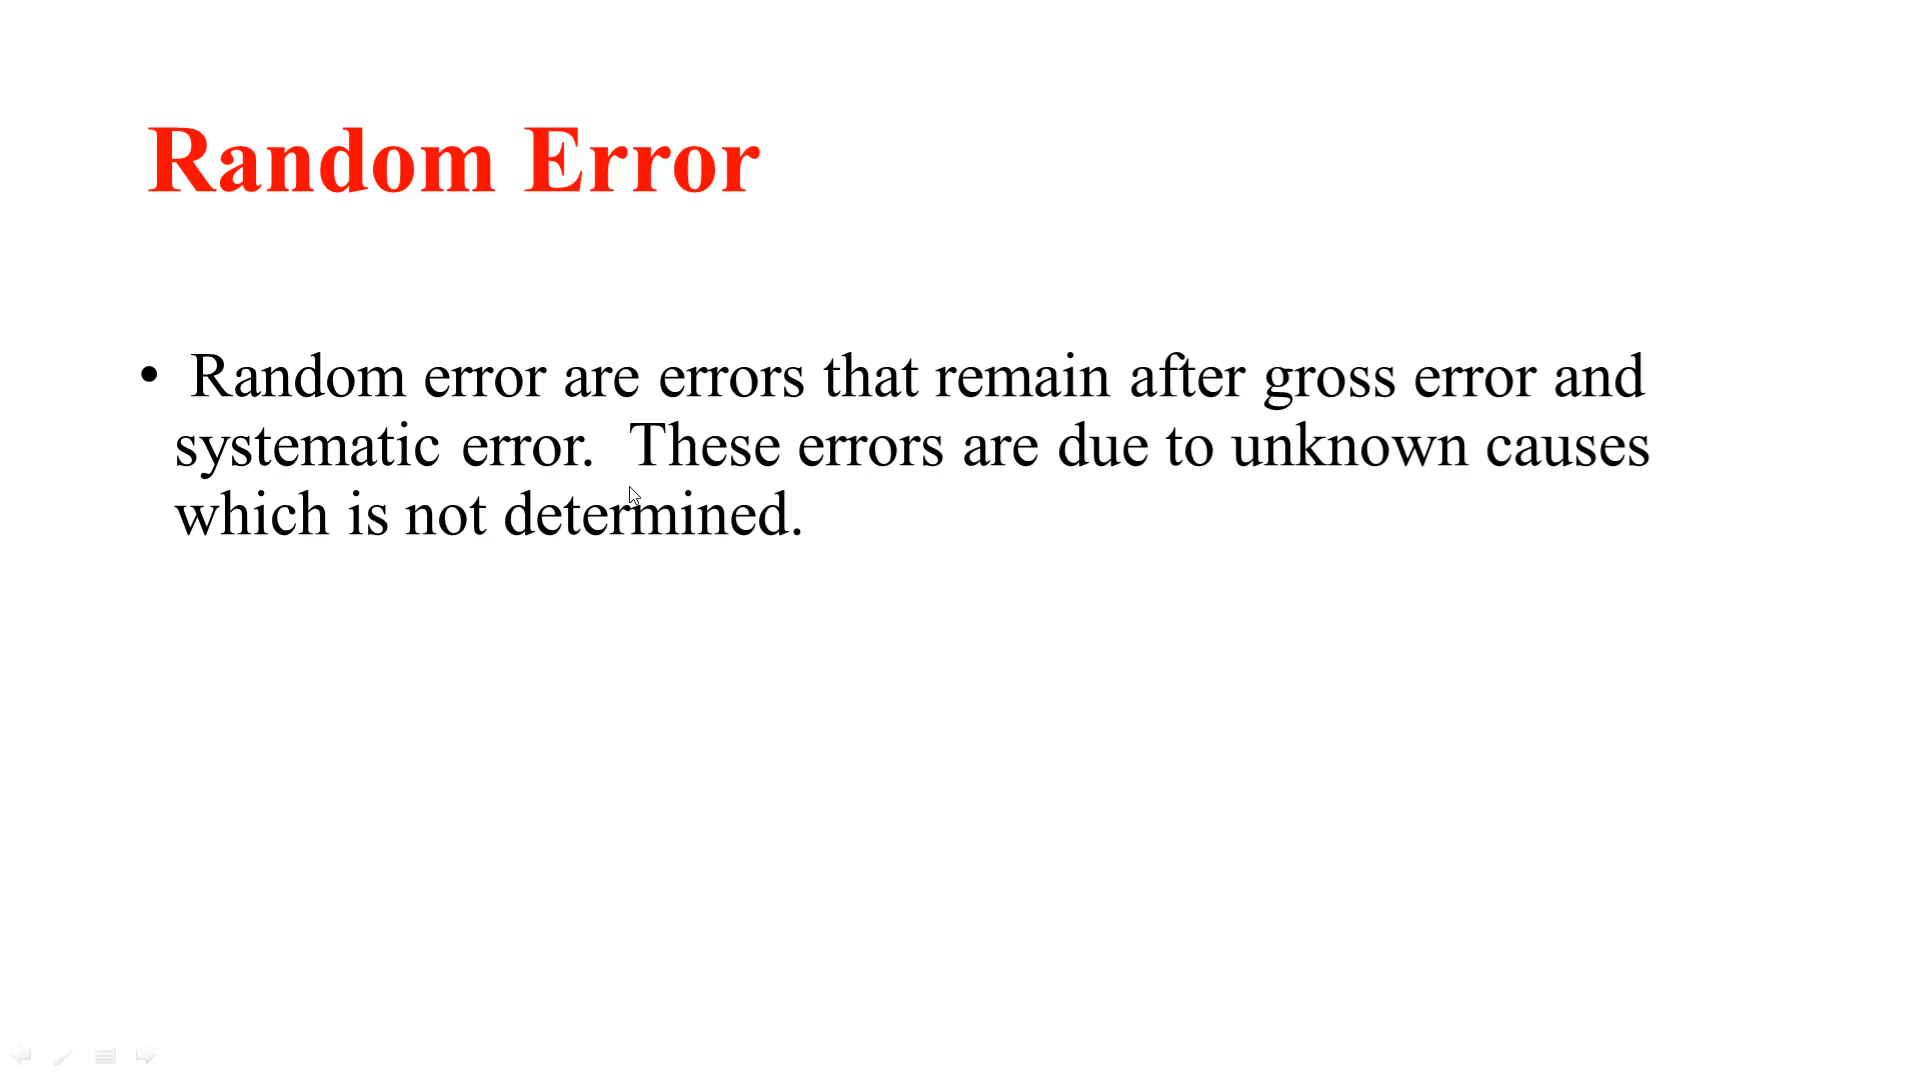 Random Error
• Random error are errors that remain after gross error and
systematic error. These errors are due to unknown causes
which is not determined.